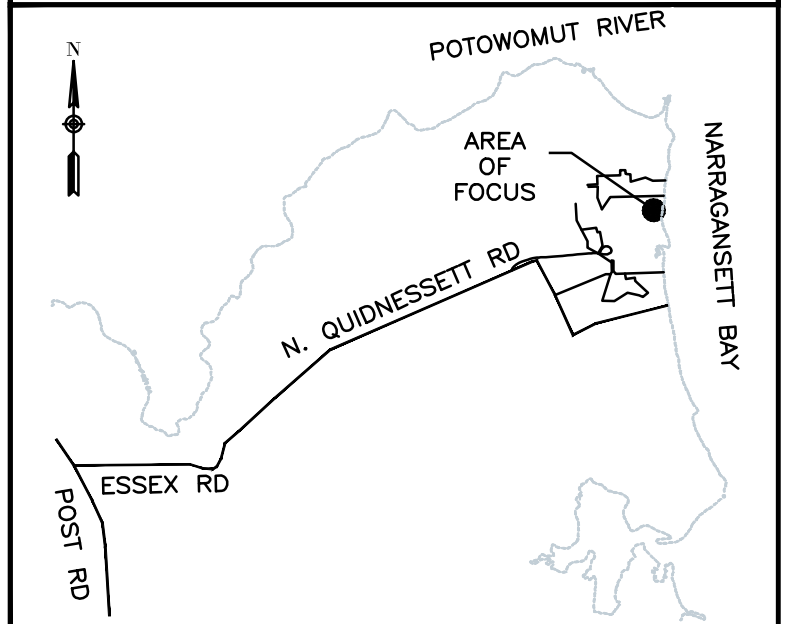 POTOWOMUT RIVER
N
AREA
OF
FOCUS
NARRAGANSETT BAY
N. QUIDNESSETT RD
ESSEX RD
POST RD